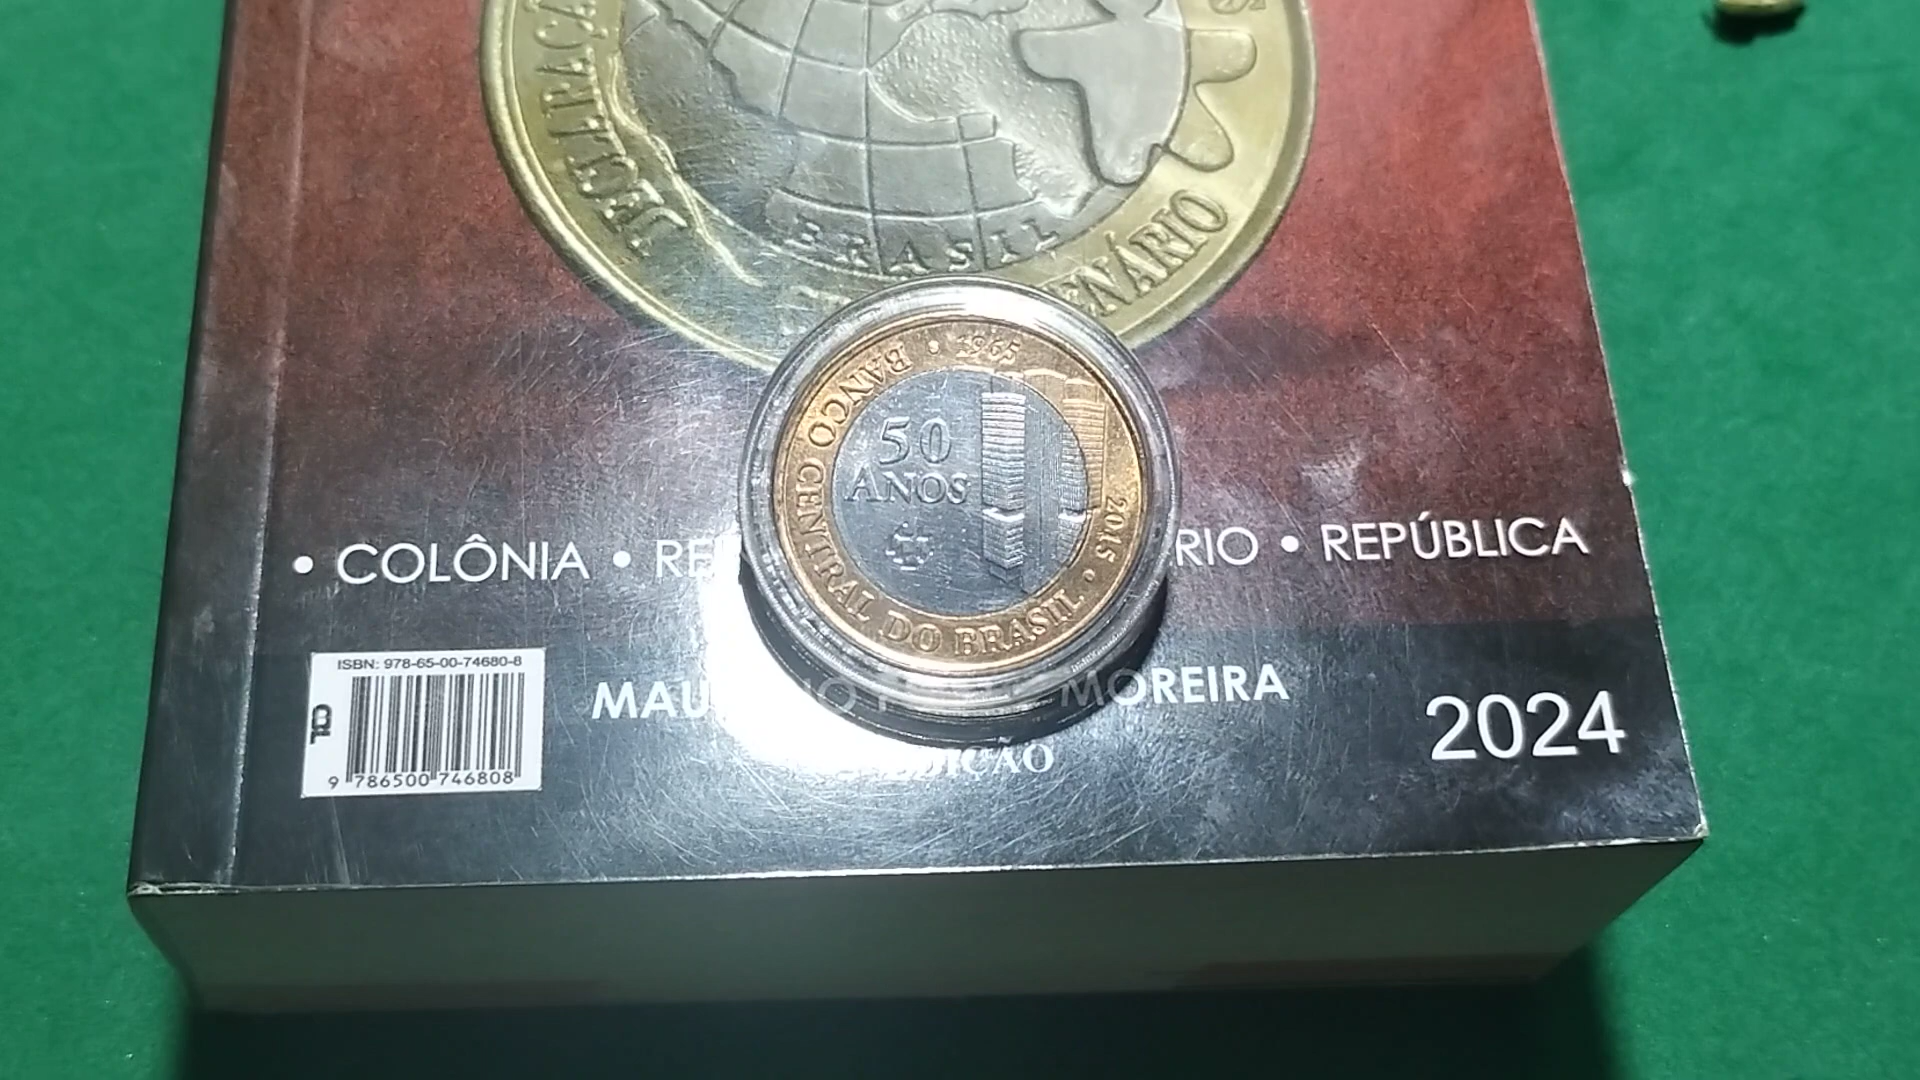 DECLARAÇÃ
S
BRASIL
ENÁRIO
BANCO CENTRAL DO BRASIL • 1965
2015 •
50
ANOS
• COLÔNIA • RE
RIO • REPÚBLICA
ISBN: 978-65-00-74680-8
9 786500 746808
MAU
MOREIRA
2024